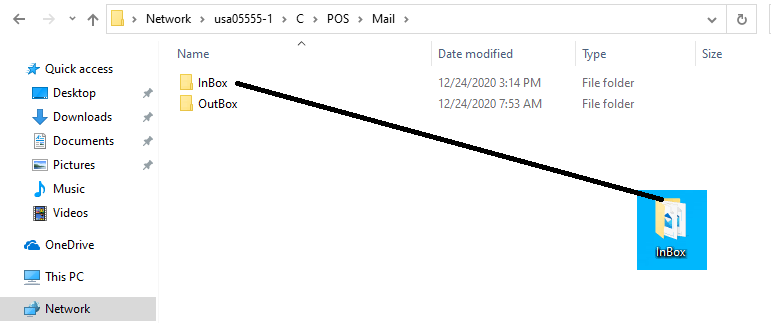 Network > usa05555-1 > C > POS > Mail >
Name Date modified Type Size
Quick access
InBox 12/24/2020 3:14 PM File folder
Desktop
OutBox 12/24/2020 7:53 AM File folder
Downloads
Documents
Pictures
Music
Videos
OneDrive
InBox
This PC
Network